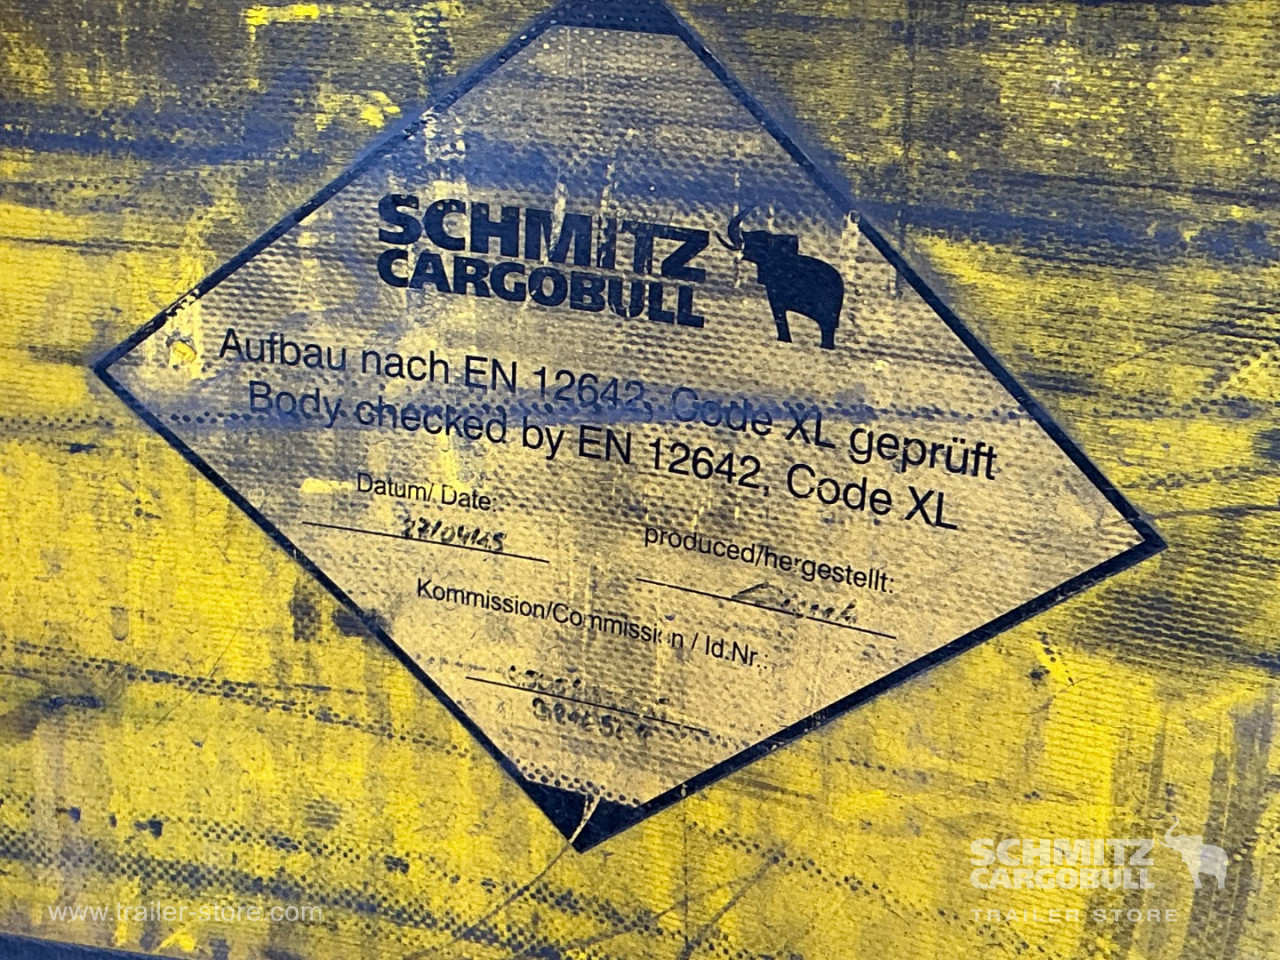 SCHMITZ
CARGOBULL
Aufbau nach EN 12642, Code XL geprüft
Body checked by EN 12642, Code XL
Datum/ Date:
produced/hergestellt:
Kommission/Commission / Id.Nr.:
SCHMITZ
CARGOBULL
TRAILER STORE
www.trailer-store.com